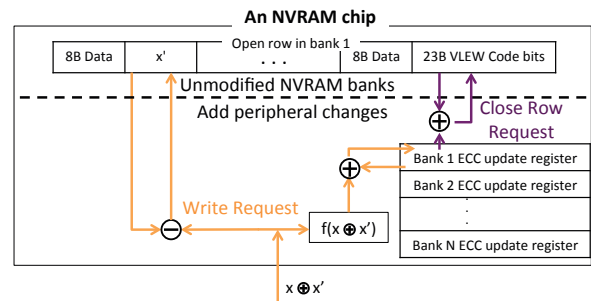 An NVRAM chip
Open row in bank 1
8B Data x' . . . 8B Data 23B VLEW Code bits
Unmodified NVRAM banks
Add peripheral changes
Close Row
Request
Bank 1 ECC update register
Bank 2 ECC update register
Write Request
f(x ⊕ x’)
Bank N ECC update register
x ⊕ x’